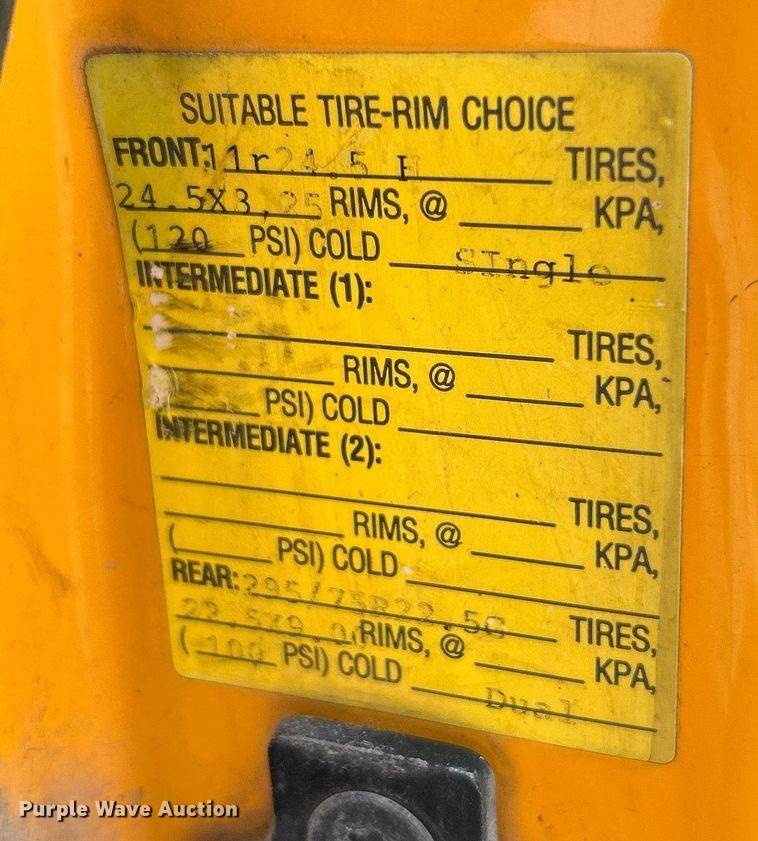 SUITABLE TIRE-RIM CHOICE
FRONT: 11r24.5 H TIRES,
24.5X8.25 RIMS, @ KPA,
(120 PSI) COLD SIngle
INTERMEDIATE (1):
TIRES,
RIMS, @ KPA,
PSI) COLD
INTERMEDIATE (2):
TIRES,
RIMS, @ KPA,
( PSI) COLD
REAR: 295/75R22.5G TIRES,
22.5X9.00 RIMS, @ KPA,
(100 PSI) COLD Dual
Purple Wave Auction